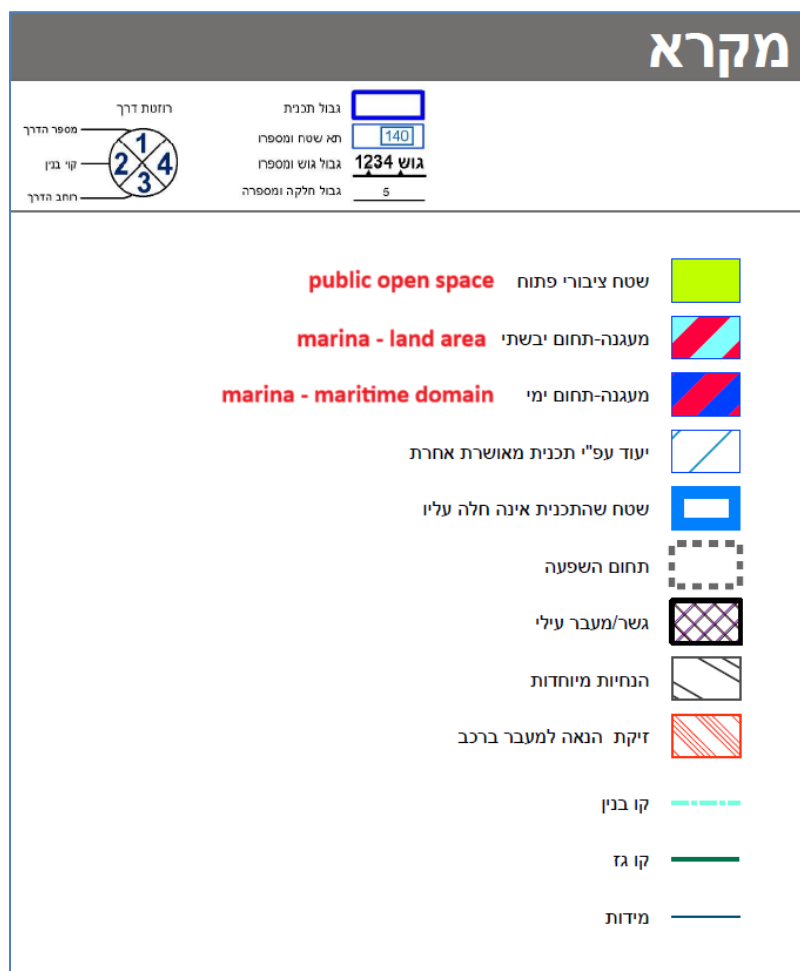 מקרא
גבול תכנית
140 תא שטח ומספרו
גוש 1234 גבול גוש ומספרו
5 גבול חלקה ומספרה
רוזטת דרך
מספר הדרך
קוי בנין
רוחב הדרך
1
2 4
3
שטח ציבורי פתוח public open space
מעגנה-תחום יבשתי marina - land area
מעגנה-תחום ימי marina - maritime domain
יעוד עפ"י תכנית מאושרת אחרת
שטח שהתכנית אינה חלה עליו
תחום השפעה
גשר/מעבר עילי
הנחיות מיוחדות
זיקת הנאה למעבר ברכב
קו בנין
קו גז
מידות